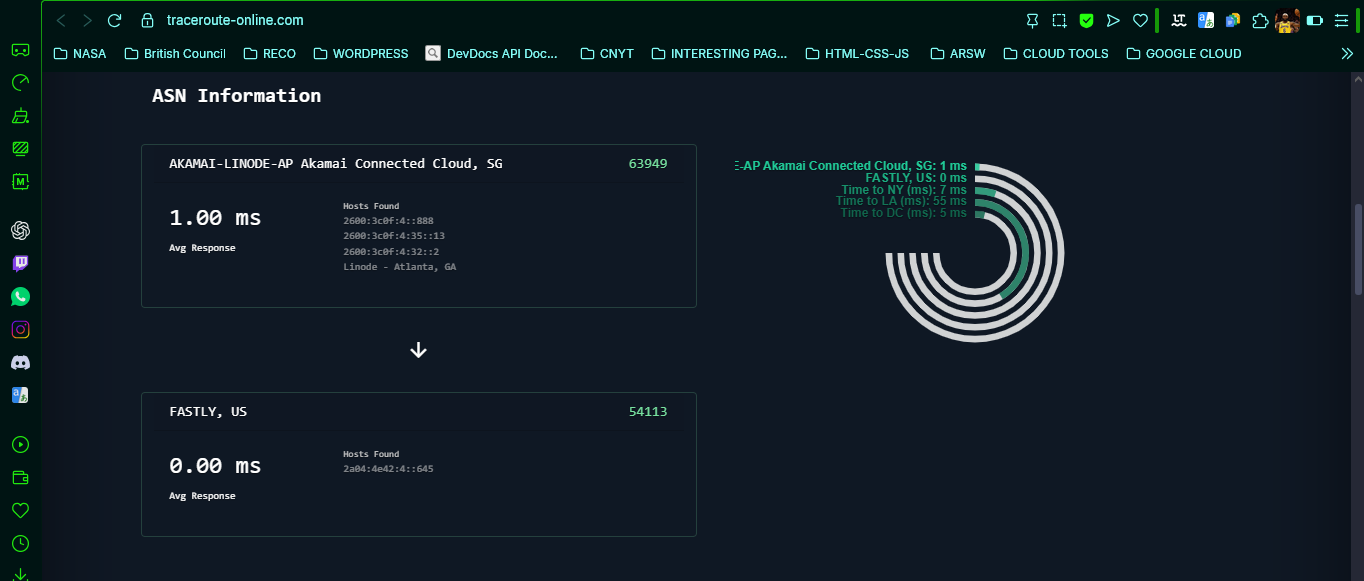 traceroute-online.com
NASA British Council RECO WORDPRESS DevDocs API Doc... CNYT INTERESTING PAG... HTML-CSS-JS ARSW CLOUD TOOLS GOOGLE CLOUD
ASN Information
AKAMAI-LINODE-AP Akamai Connected Cloud, SG 63949
1.00 ms
Avg Response
Hosts Found
2600:3c0f:4::888
2600:3c0f:4:35::13
2600:3c0f:4:32::2
Linode - Atlanta, GA
E-AP Akamai Connected Cloud, SG: 1 ms
FASTLY, US: 0 ms
Time to NY (ms): 7 ms
Time to LA (ms): 55 ms
Time to DC (ms): 5 ms
FASTLY, US 54113
0.00 ms
Avg Response
Hosts Found
2a04:4e42:4::645